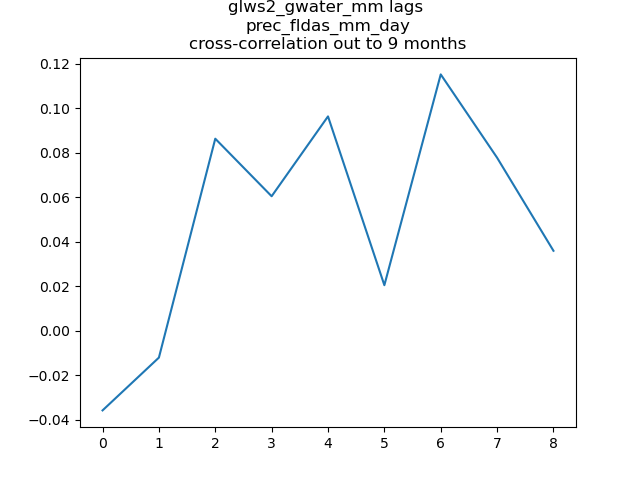 glws2_gwater_mm lags
prec_fldas_mm_day
cross-correlation out to 9 months
0.12
0.10
0.08
0.06
0.04
0.02
0.00
−0.02
−0.04
0 1 2 3 4 5 6 7 8